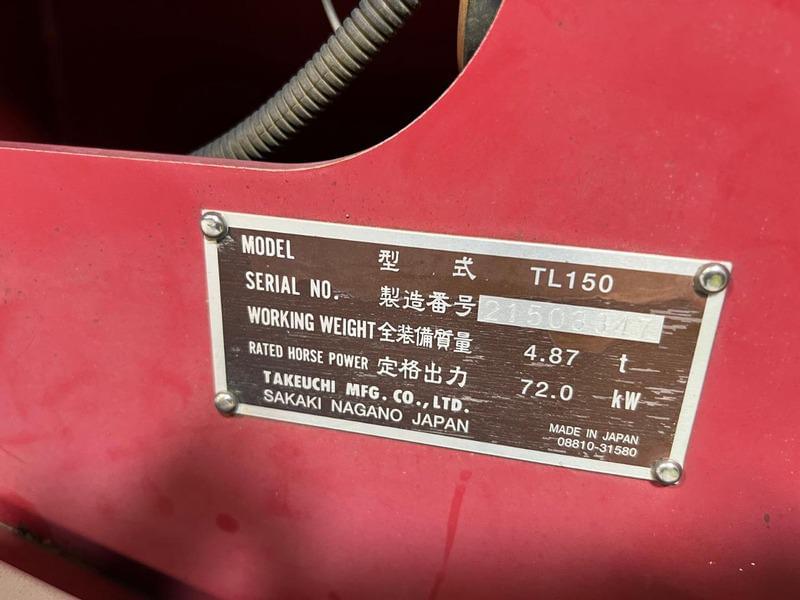 MODEL 型 式 TL150
SERIAL NO. 製造番号 21503347
WORKING WEIGHT 全装備質量 4.87 t
RATED HORSE POWER 定格出力 72.0 kW
TAKEUCHI MFG. CO., LTD.
SAKAKI NAGANO JAPAN
MADE IN JAPAN
08810-31580